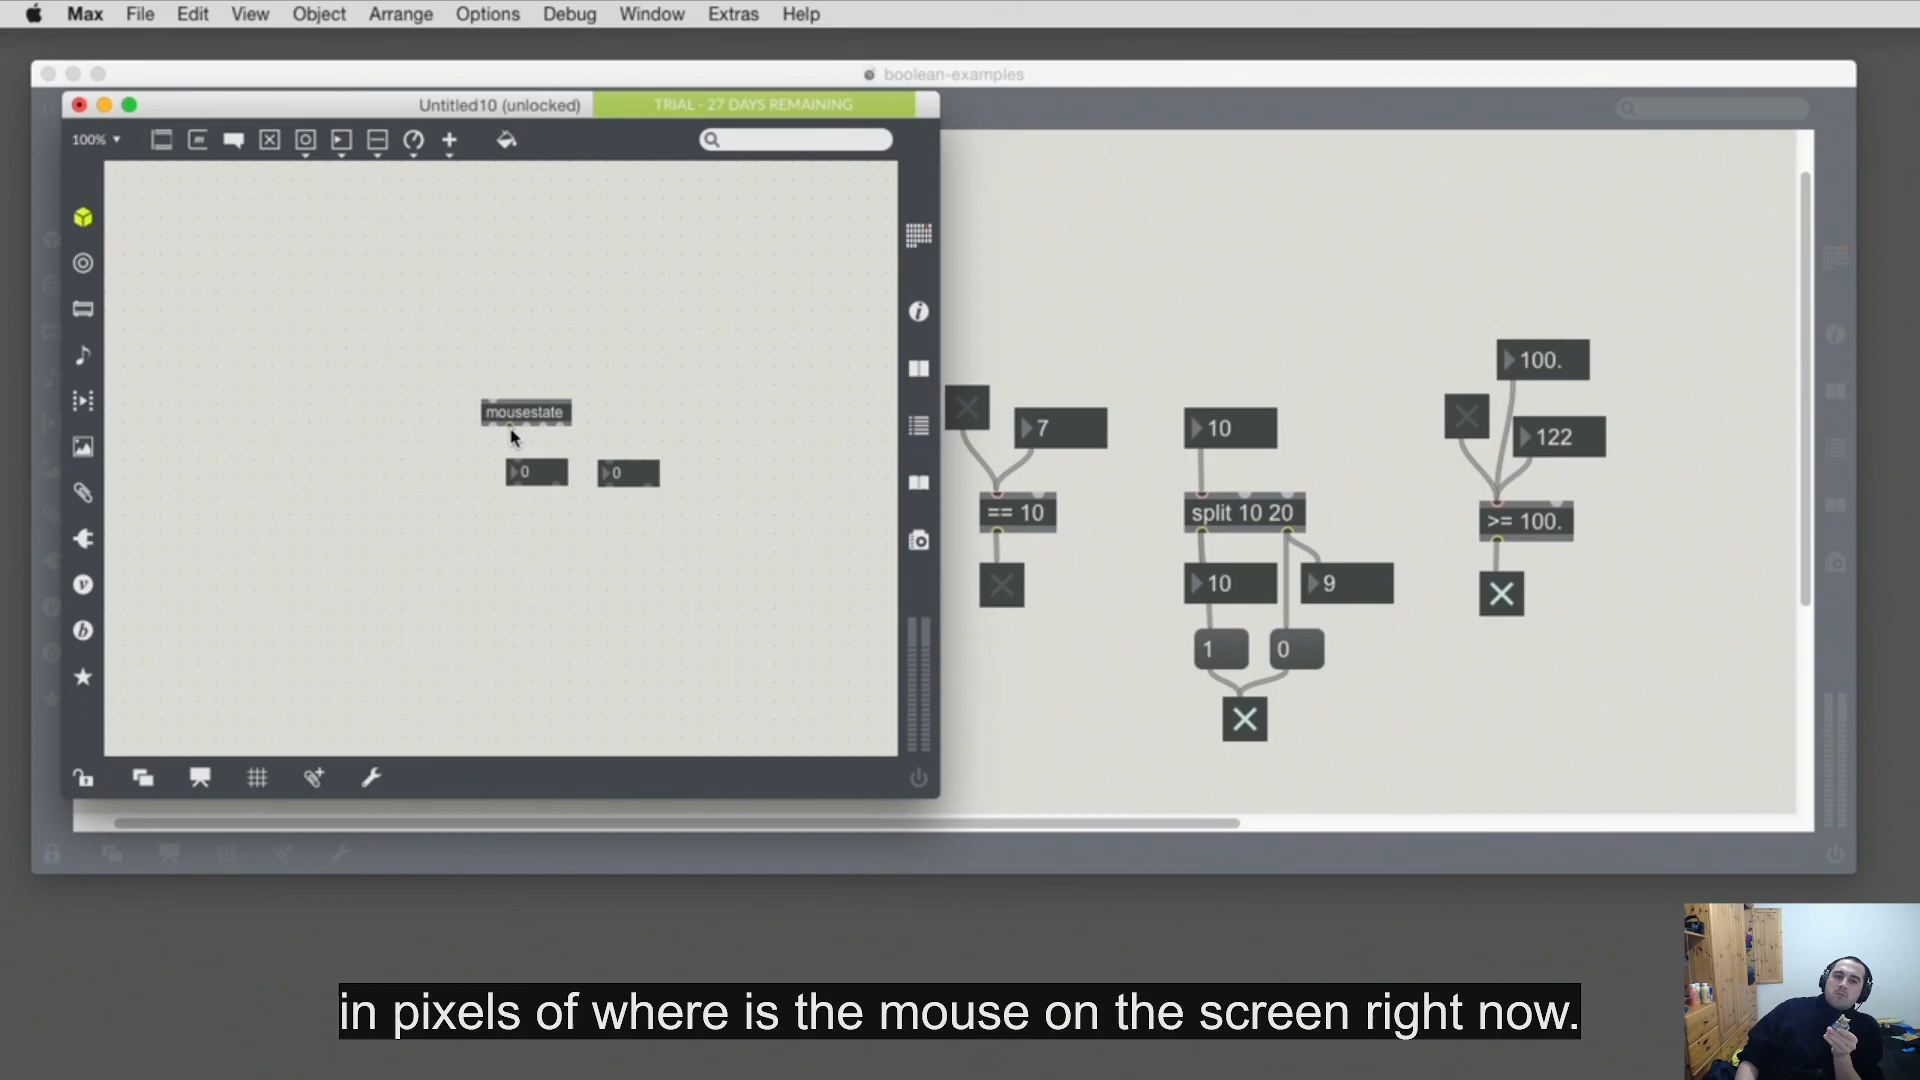 Max File Edit View Object Arrange Options Debug Window Extras Help
boolean-examples
Untitled10 (unlocked) TRIAL - 27 DAYS REMAINING
100%
mousestate
0 0
7
== 10
10
split 10 20
10 9
1 0
100.
122
>= 100.
in pixels of where is the mouse on the screen right now.